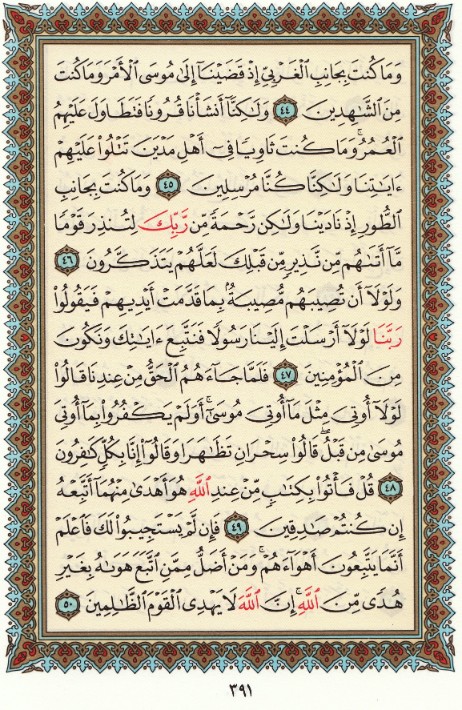 وَمَا كُنتَ بِجَانِبِ ٱلْغَرْبِىِّ إِذْ قَضَيْنَآ إِلَىٰ مُوسَى ٱلْأَمْرَ وَمَا كُنتَ
مِنَ ٱلشَّٰهِدِينَ ٤٤ وَلَٰكِنَّآ أَنشَأْنَا قُرُونًا فَتَطَاوَلَ عَلَيْهِمُ
ٱلْعُمُرُ ۚ وَمَا كُنتَ ثَاوِيًا فِىٓ أَهْلِ مَدْيَنَ تَتْلُوا۟ عَلَيْهِمْ
ءَايَٰتِنَا وَلَٰكِنَّا كُنَّا مُرْسِلِينَ ٤٥ وَمَا كُنتَ بِجَانِبِ
ٱلطُّورِ إِذْ نَادَيْنَا وَلَٰكِن رَّحْمَةً مِّن رَّبِّكَ لِتُنذِرَ قَوْمًا
مَّآ أَتَىٰهُم مِّن نَّذِيرٍ مِّن قَبْلِكَ لَعَلَّهُمْ يَتَذَكَّرُونَ ٤٦
وَلَوْلَآ أَن تُصِيبَهُم مُّصِيبَةٌۢ بِمَا قَدَّمَتْ أَيْدِيهِمْ فَيَقُولُوا۟
رَبَّنَا لَوْلَآ أَرْسَلْتَ إِلَيْنَا رَسُولًا فَنَتَّبِعَ ءَايَٰتِكَ وَنَكُونَ
مِنَ ٱلْمُؤْمِنِينَ ٤٧ فَلَمَّا جَآءَهُمُ ٱلْحَقُّ مِنْ عِندِنَا قَالُوا۟
لَوْلَآ أُوتِىَ مِثْلَ مَآ أُوتِىَ مُوسَىٰٓ ۚ أَوَلَمْ يَكْفُرُوا۟ بِمَآ أُوتِىَ
مُوسَىٰ مِن قَبْلُ ۖ قَالُوا۟ سِحْرَانِ تَظَٰهَرَا وَقَالُوٓا۟ إِنَّا بِكُلٍّ كَٰفِرُونَ
٤٨ قُلْ فَأْتُوا۟ بِكِتَٰبٍ مِّنْ عِندِ ٱللَّهِ هُوَ أَهْدَىٰ مِنْهُمَآ أَتَّبِعْهُ
إِن كُنتُمْ صَٰدِقِينَ ٤٩ فَإِن لَّمْ يَسْتَجِيبُوا۟ لَكَ فَٱعْلَمْ
أَنَّمَا يَتَّبِعُونَ أَهْوَآءَهُمْ ۚ وَمَنْ أَضَلُّ مِمَّنِ ٱتَّبَعَ هَوَىٰهُ بِغَيْرِ
هُدًى مِّنَ ٱللَّهِ ۚ إِنَّ ٱللَّهَ لَا يَهْدِى ٱلْقَوْمَ ٱلظَّٰلِمِينَ ٥٠
٣٩١